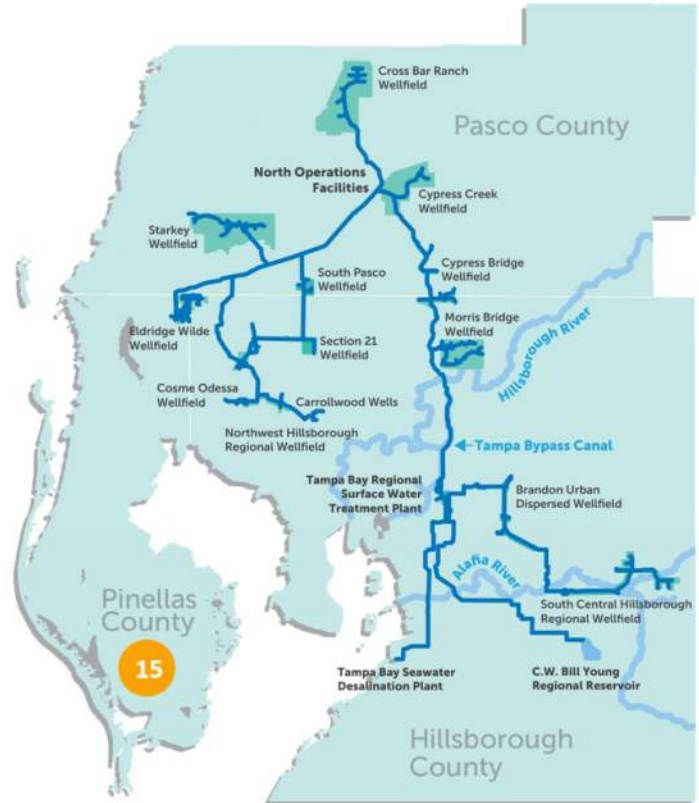 Cross Bar Ranch
Wellfield
Pasco County
North Operations
Facilities
Cypress Creek
Wellfield
Starkey
Wellfield
South Pasco
Wellfield
Cypress Bridge
Wellfield
Morris Bridge
Wellfield
Eldridge Wilde
Wellfield
Section 21
Wellfield
Hillsborough River
Cosme Odessa
Wellfield
Carrollwood Wells
Northwest Hillsborough
Regional Wellfield
Tampa Bypass Canal
Tampa Bay Regional
Surface Water
Treatment Plant
Brandon Urban
Dispersed Wellfield
Alafia River
Pinellas
County
15
South Central Hillsborough
Regional Wellfield
Tampa Bay Seawater
Desalination Plant
C.W. Bill Young
Regional Reservoir
Hillsborough
County